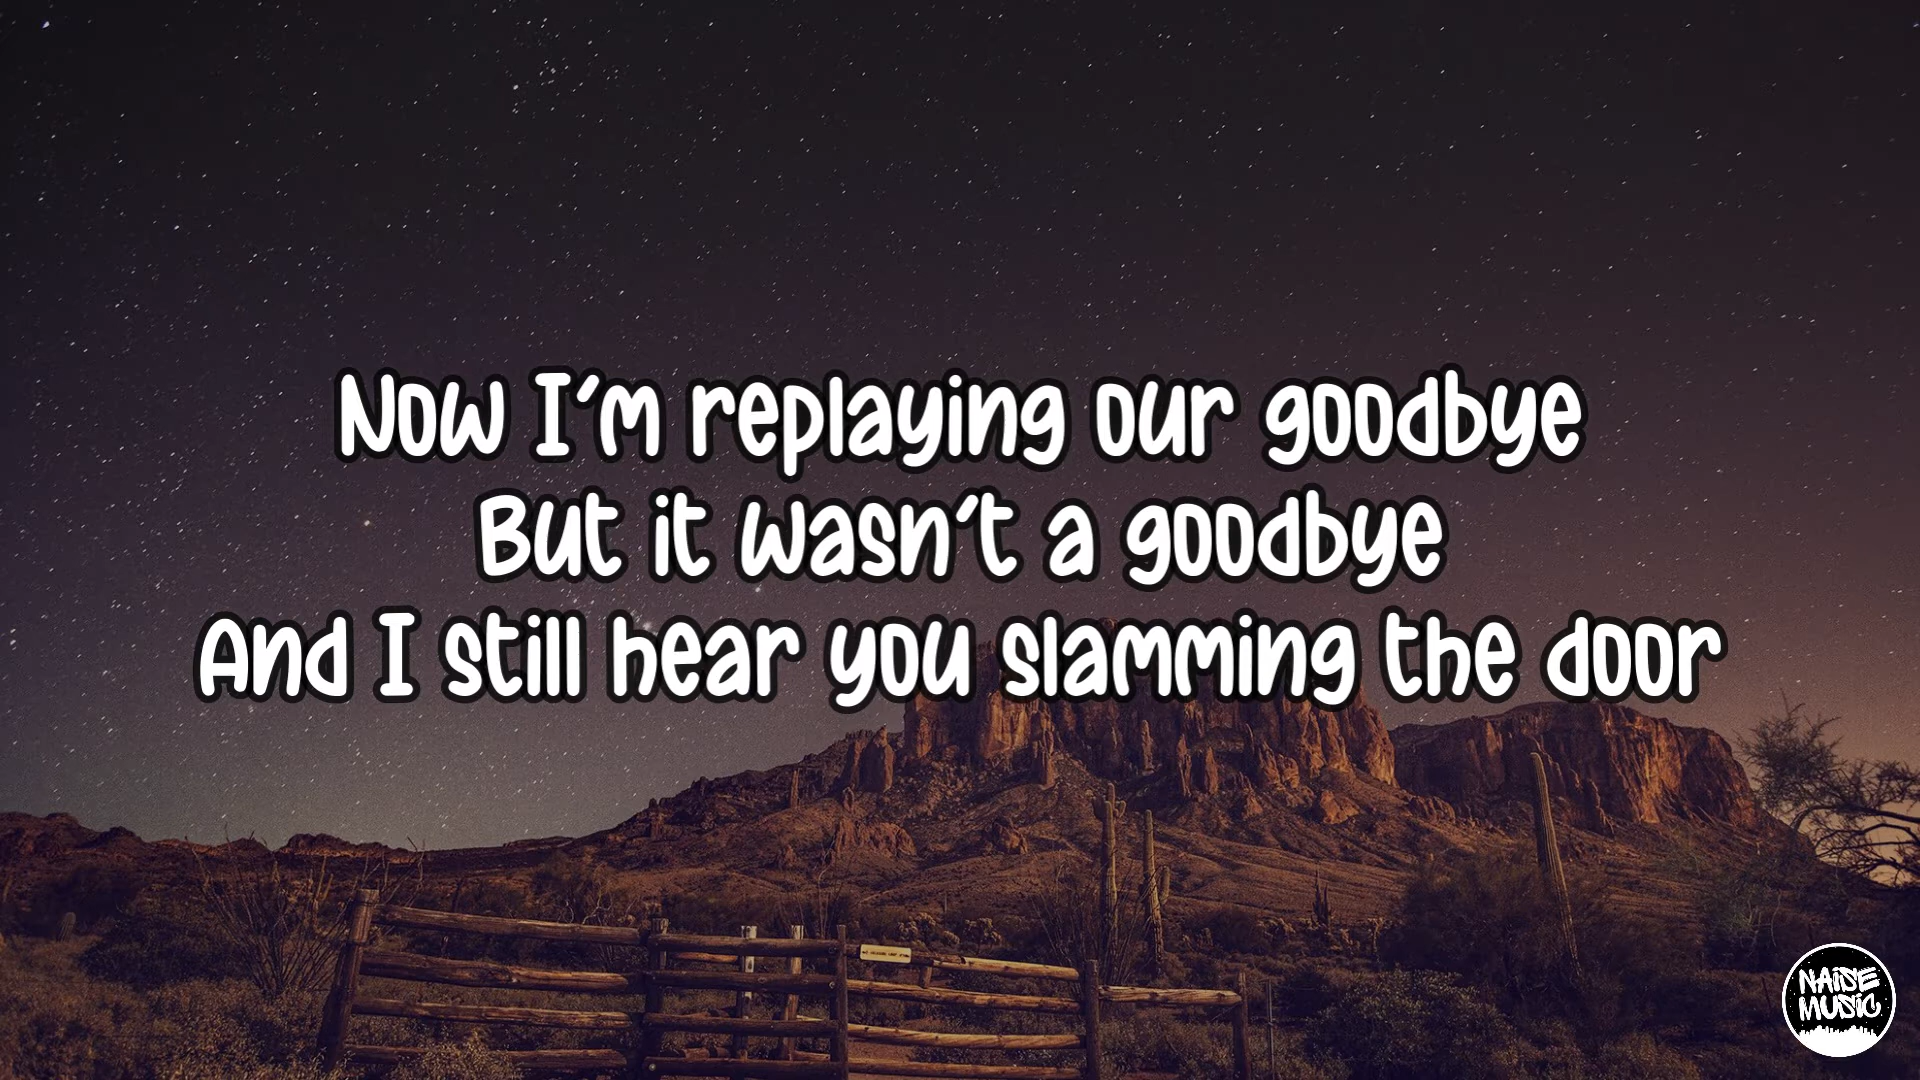 Now I'm replaying our goodbye
But it wasn't a goodbye
And I still hear you slamming the door
NAISE
MUSIC